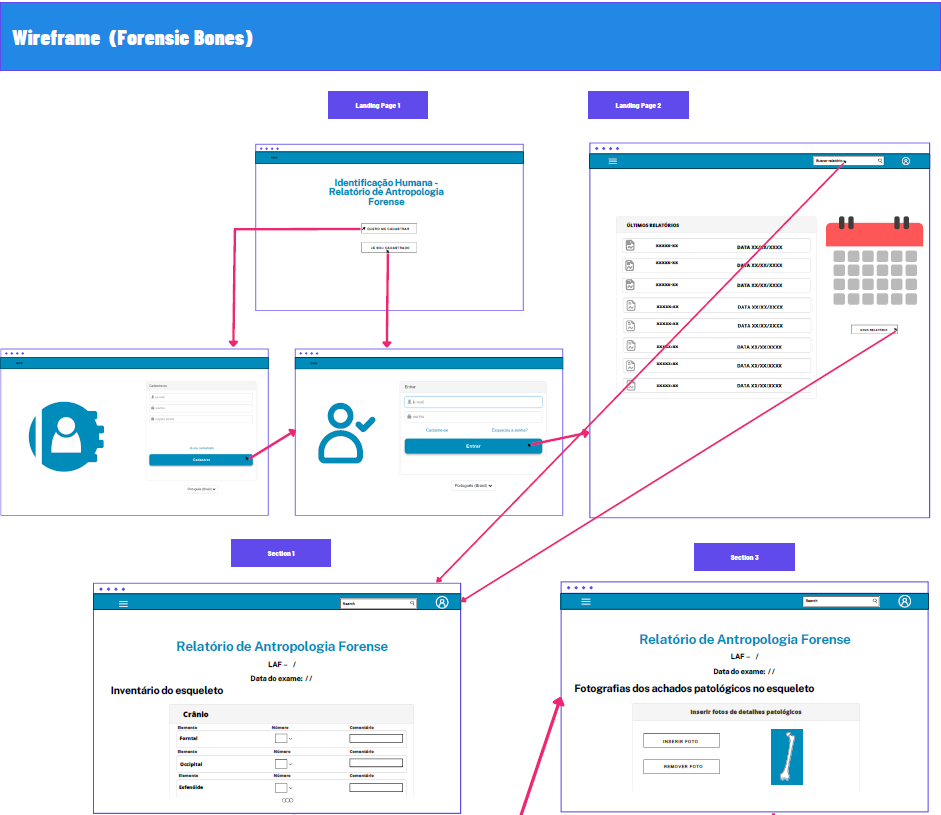 Wireframe (Forensic Bones)
Landing Page 1
Landing Page 2
Identificação Humana -
Relatório de Antropologia
Forense
QUERO ME CADASTRAR
JÁ SOU CADASTRADO
Buscar relatório
ÚLTIMOS RELATÓRIOS
xxxxx-xx DATA XX/XX/XXXX
xxxxx-xx DATA XX/XX/XXXX
xxxxx-xx DATA XX/XX/XXXX
xxxxx-xx DATA XX/XX/XXXX
xxxxx-xx DATA XX/XX/XXXX
xxxxx-xx DATA XX/XX/XXXX
xxxxx-xx DATA XX/XX/XXXX
xxxxx-xx DATA XX/XX/XXXX
NOVO RELATÓRIO
Cadastre-se
e-mail
senha
Cadastrar
Português (Brasil)
Entrar
e-mail
senha
Cadastre-se
Esqueceu a senha?
Entrar
Português (Brasil)
Section 1
Section 3
Search
Relatório de Antropologia Forense
LAF – /
Data do exame: / /
Inventário do esqueleto
Crânio
Elemento Número Comentário
Forntal
Elemento Número Comentário
Occipital
Elemento Número Comentário
Esfenóide
Search
Relatório de Antropologia Forense
LAF – /
Data do exame: / /
Fotografias dos achados patológicos no esqueleto
Inserir fotos de detalhes patológicos
INSERIR FOTO
REMOVER FOTO